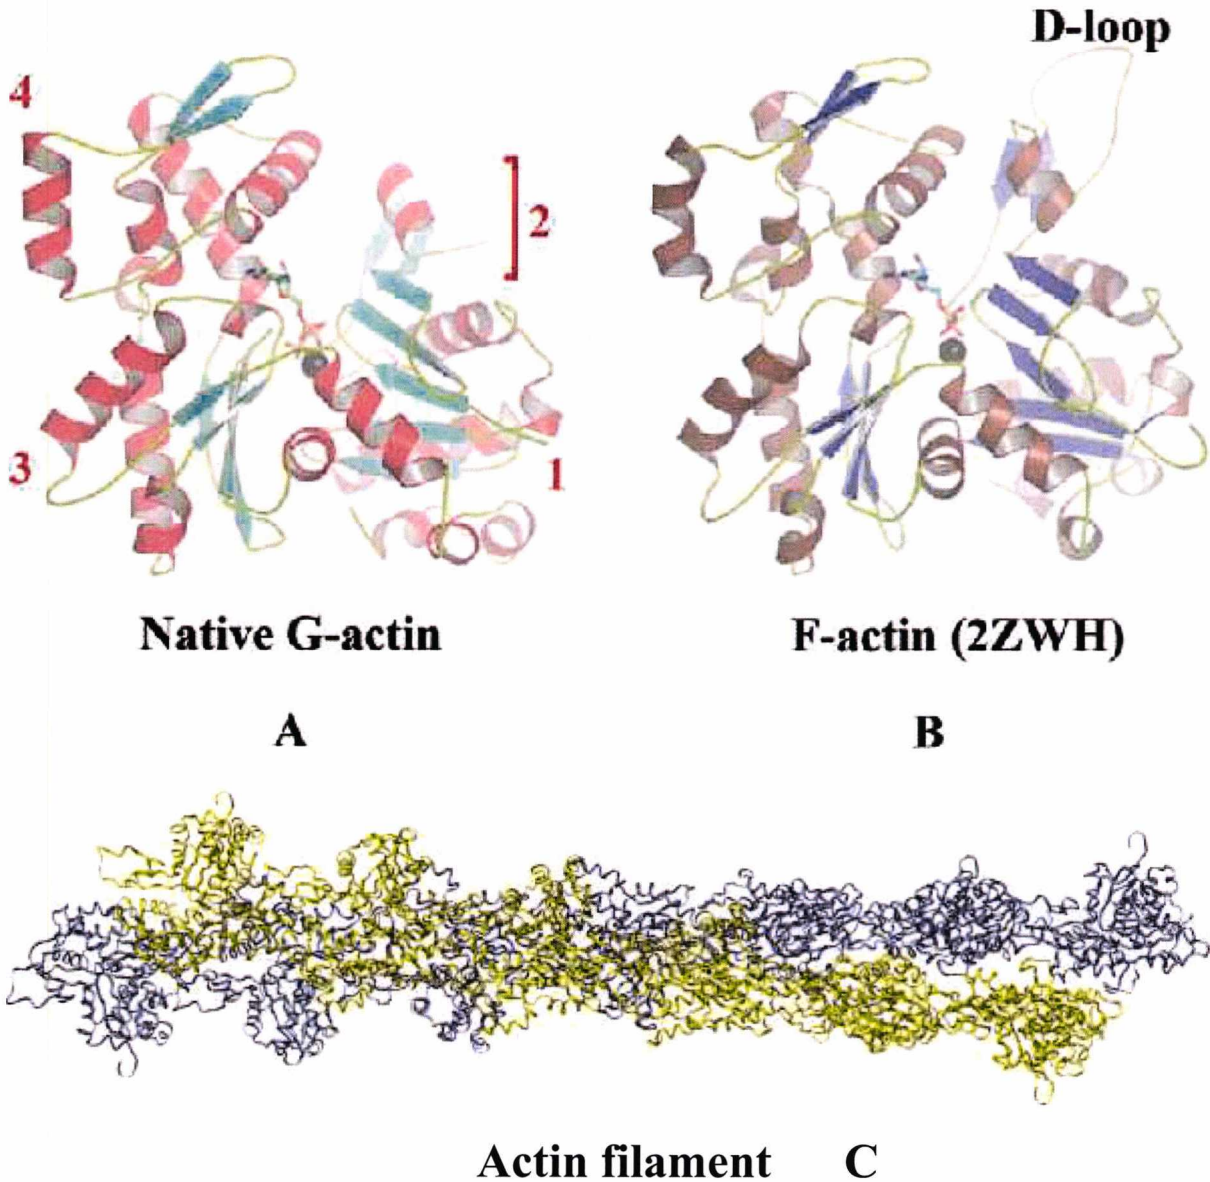 D-loop
4
2
3
1
Native G-actin
F-actin (2ZWH)
A
B
Actin filament C